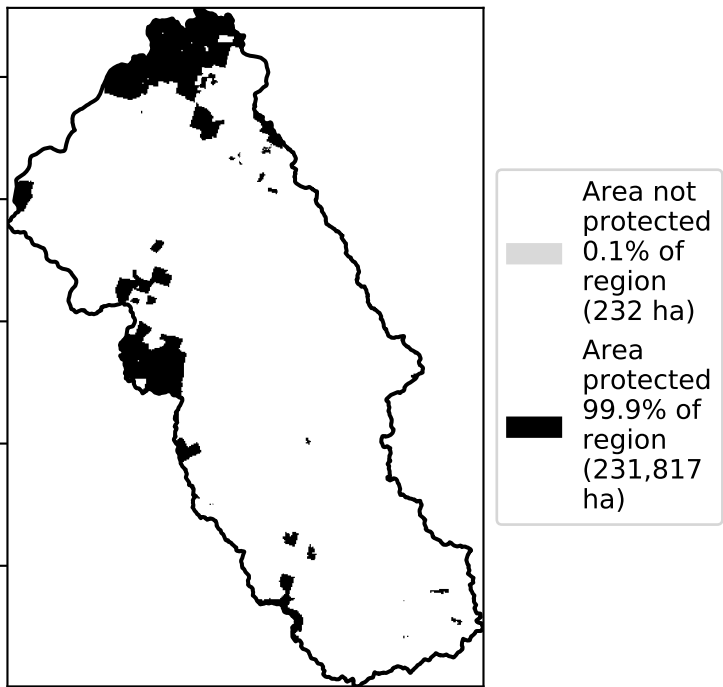 Area not
protected
0.1% of
region
(232 ha)
Area
protected
99.9% of
region
(231,817
ha)